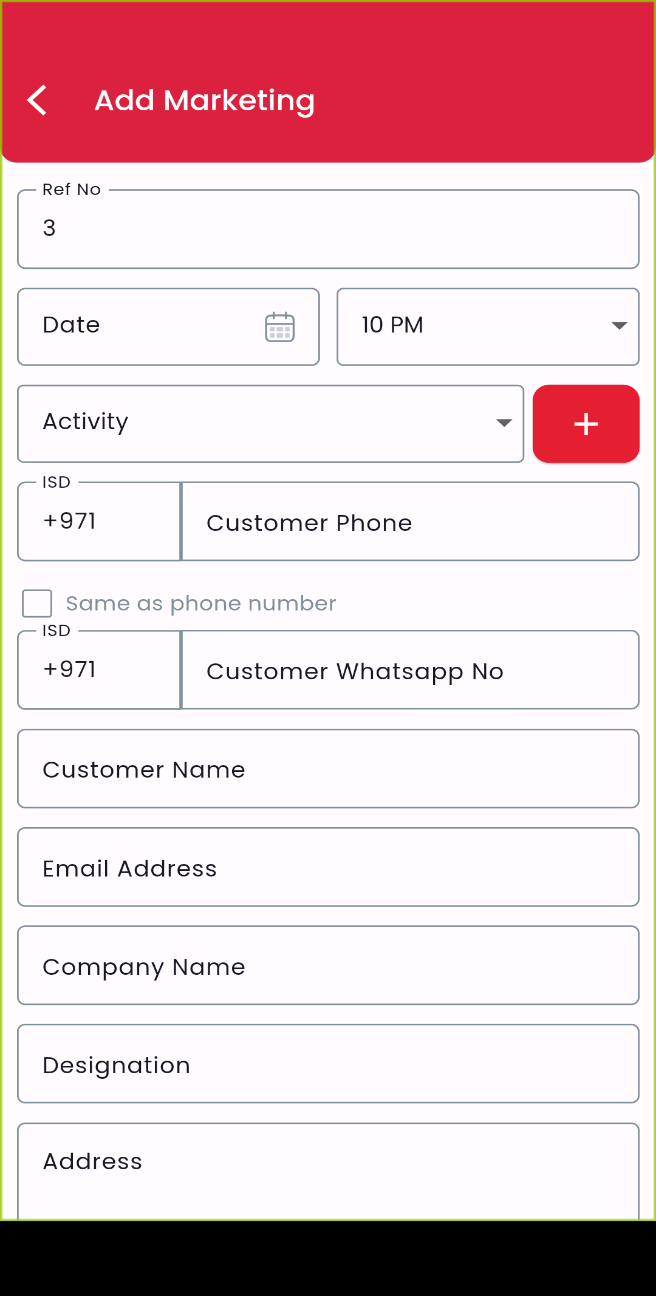 Add Marketing
Ref No
3
Date
10 PM
Activity
+
ISD
+971
Customer Phone
Same as phone number
ISD
+971
Customer Whatsapp No
Customer Name
Email Address
Company Name
Designation
Address